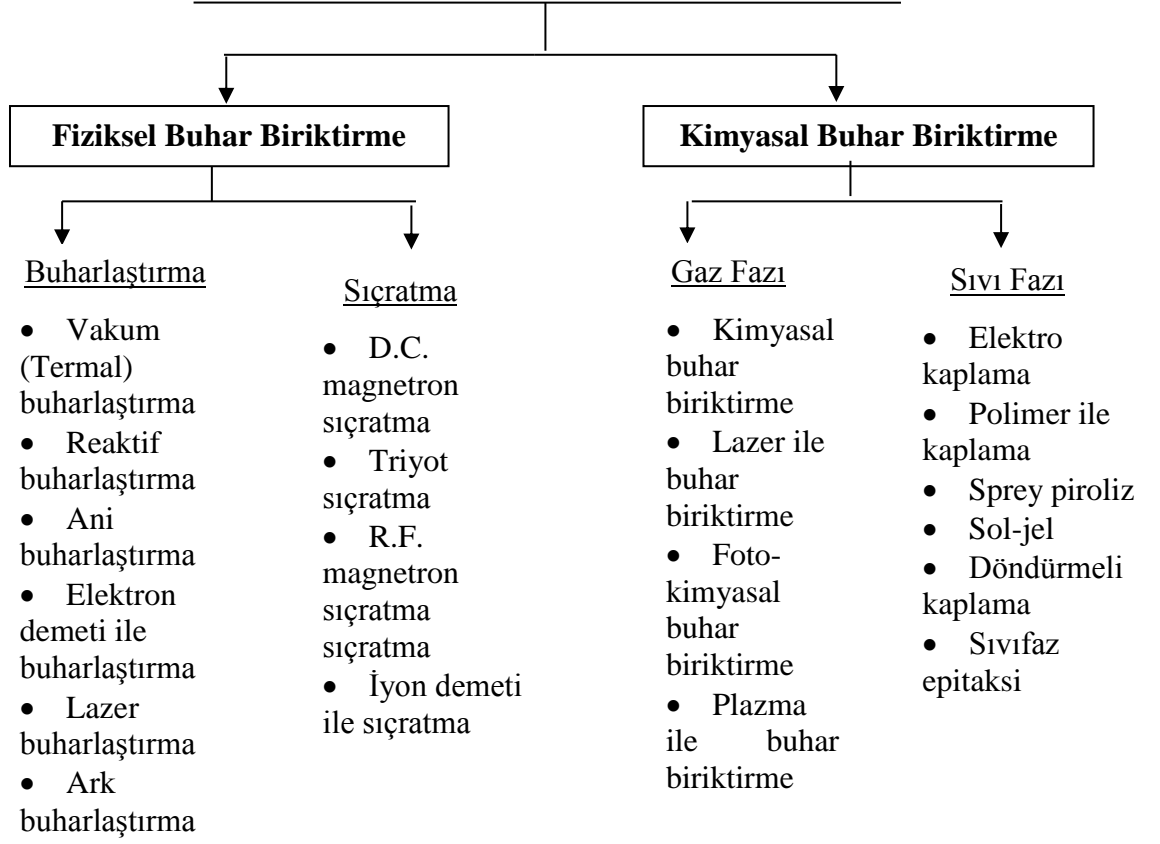 Fiziksel Buhar Biriktirme
Kimyasal Buhar Biriktirme
Buharlaştırma
• Vakum
(Termal)
buharlaştırma
• Reaktif
buharlaştırma
• Ani
buharlaştırma
• Elektron
demeti ile
buharlaştırma
• Lazer
buharlaştırma
• Ark
buharlaştırma
Sıçratma
• D.C.
magnetron
sıçratma
• Triyot
sıçratma
• R.F.
magnetron
sıçratma
sıçratma
• İyon demeti
ile sıçratma
Gaz Fazı
• Kimyasal
buhar
biriktirme
• Lazer ile
buhar
biriktirme
• Foto-
kimyasal
buhar
biriktirme
• Plazma
ile buhar
biriktirme
Sıvı Fazı
• Elektro
kaplama
• Polimer ile
kaplama
• Sprey piroliz
• Sol-jel
• Döndürmeli
kaplama
• Sıvıfaz
epitaksi